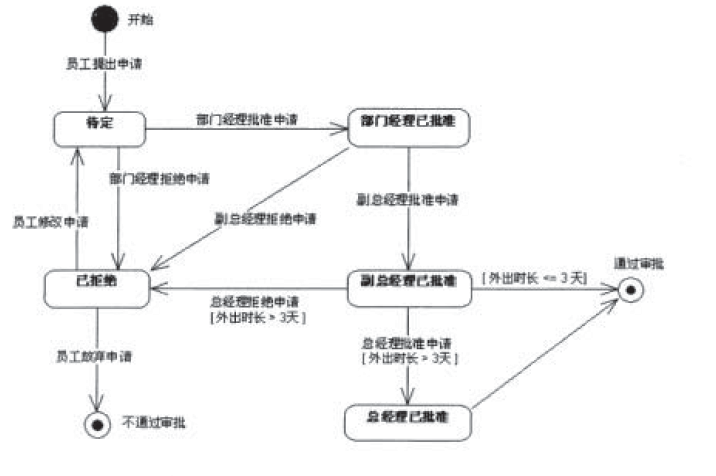 开始
员工提出申请
待定
部门经理批准申请
部门经理已批准
部门经理拒绝申请
员工修改申请
副总经理拒绝申请
副总经理批准申请
已拒绝
总经理拒绝申请
[外出时长 > 3天]
副总经理已批准
[外出时长 <= 3 天]
通过审批
员工放弃申请
总经理批准申请
[外出时长 > 3天]
不通过审批
总经理已批准